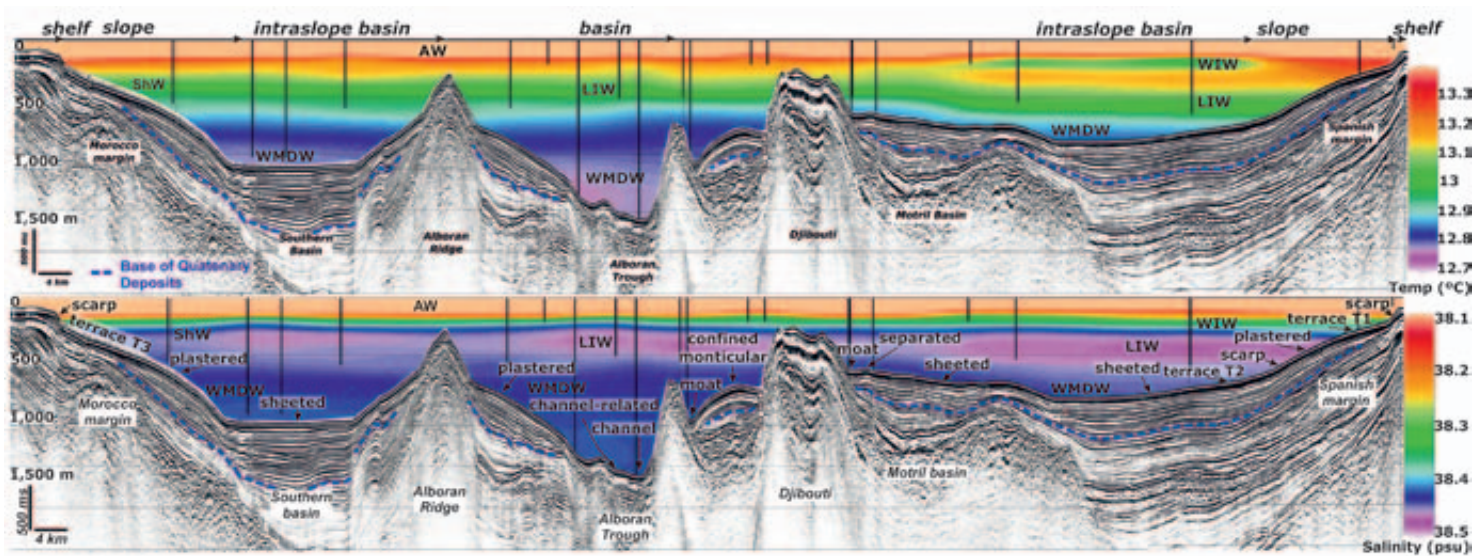 shelf slope intraslope basin basin intraslope basin slope shelf
0 AW
WIW
ShW LIW LIW
13.3
500
13.2
WMDW
Spanish
margin
13.1
Morocco
margin
1,000 WMDW
13
WMDW
12.9
1,500 m
Motril Basin
12.8
Southern
Basin
Alboran
Ridge
Djibouti
Alboran
Trough
12.7
500 ms
4 km
Base of Quatenary
Deposits
Temp (°C)
0 scarp AW scarp
38.1
WIW terrace T1
terrace T3 ShW LIW confined separated LIW plastered
500 plastered monticular moat sheeted scarp
38.2
plastered
WMDW WMDW moat WMDW sheeted terrace T2
Morocco
margin
sheeted
channel-related
Spanish
margin
1,000
channel
38.3
1,500 m
Motril basin
38.4
Southern
basin
Alboran
Ridge
Djibouti
Alboran
Trough
500 ms
4 km
38.5
Salinity (psu)